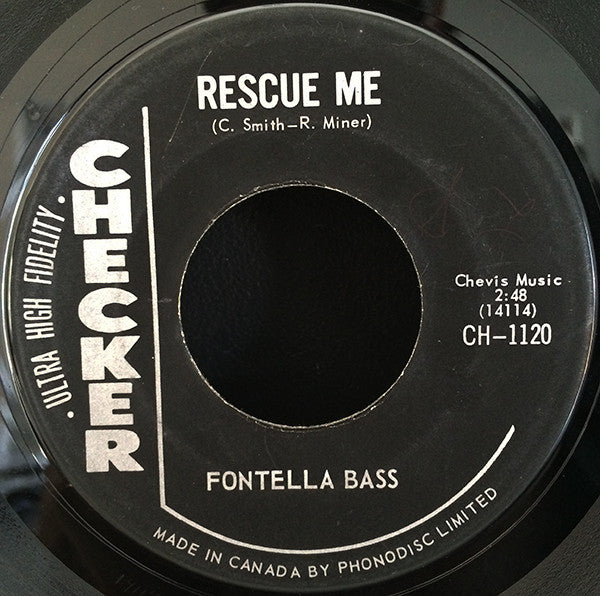 RESCUE ME
(C. Smith–R. Miner)
CHECKER
· ULTRA HIGH FIDELITY ·
Chevis Music
2:48
(14114)
CH–1120
FONTELLA BASS
MADE IN CANADA BY PHONODISC LIMITED